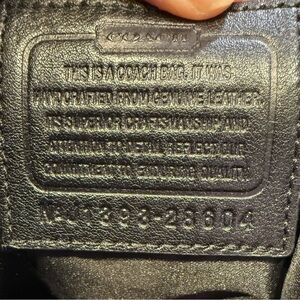 COACH
THIS IS A COACH BAG. IT WAS
HANDCRAFTED FROM GENUINE LEATHER.
ITS SUPERIOR CRAFTSMANSHIP AND
ATTENTION TO DETAIL REFLECT OUR
COMMITMENT TO ENDURING QUALITY.
1393-23604